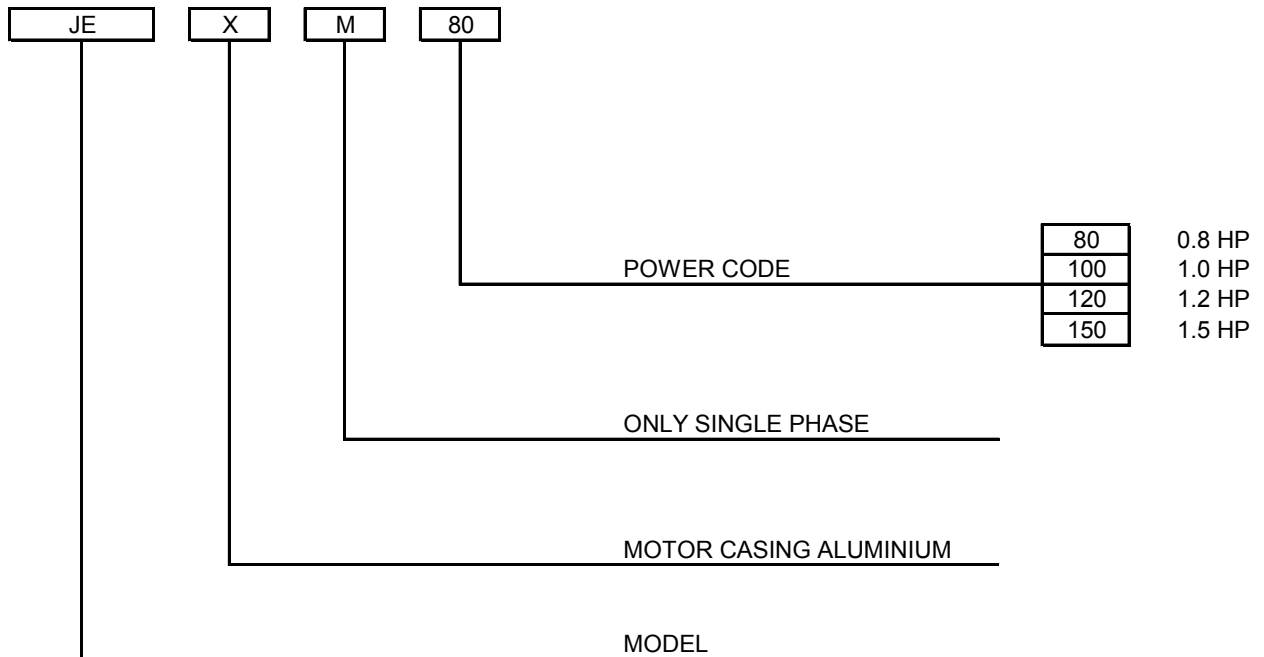 JE X M 80
80 0.8 HP
POWER CODE 100 1.0 HP
120 1.2 HP
150 1.5 HP
ONLY SINGLE PHASE
MOTOR CASING ALUMINIUM
MODEL